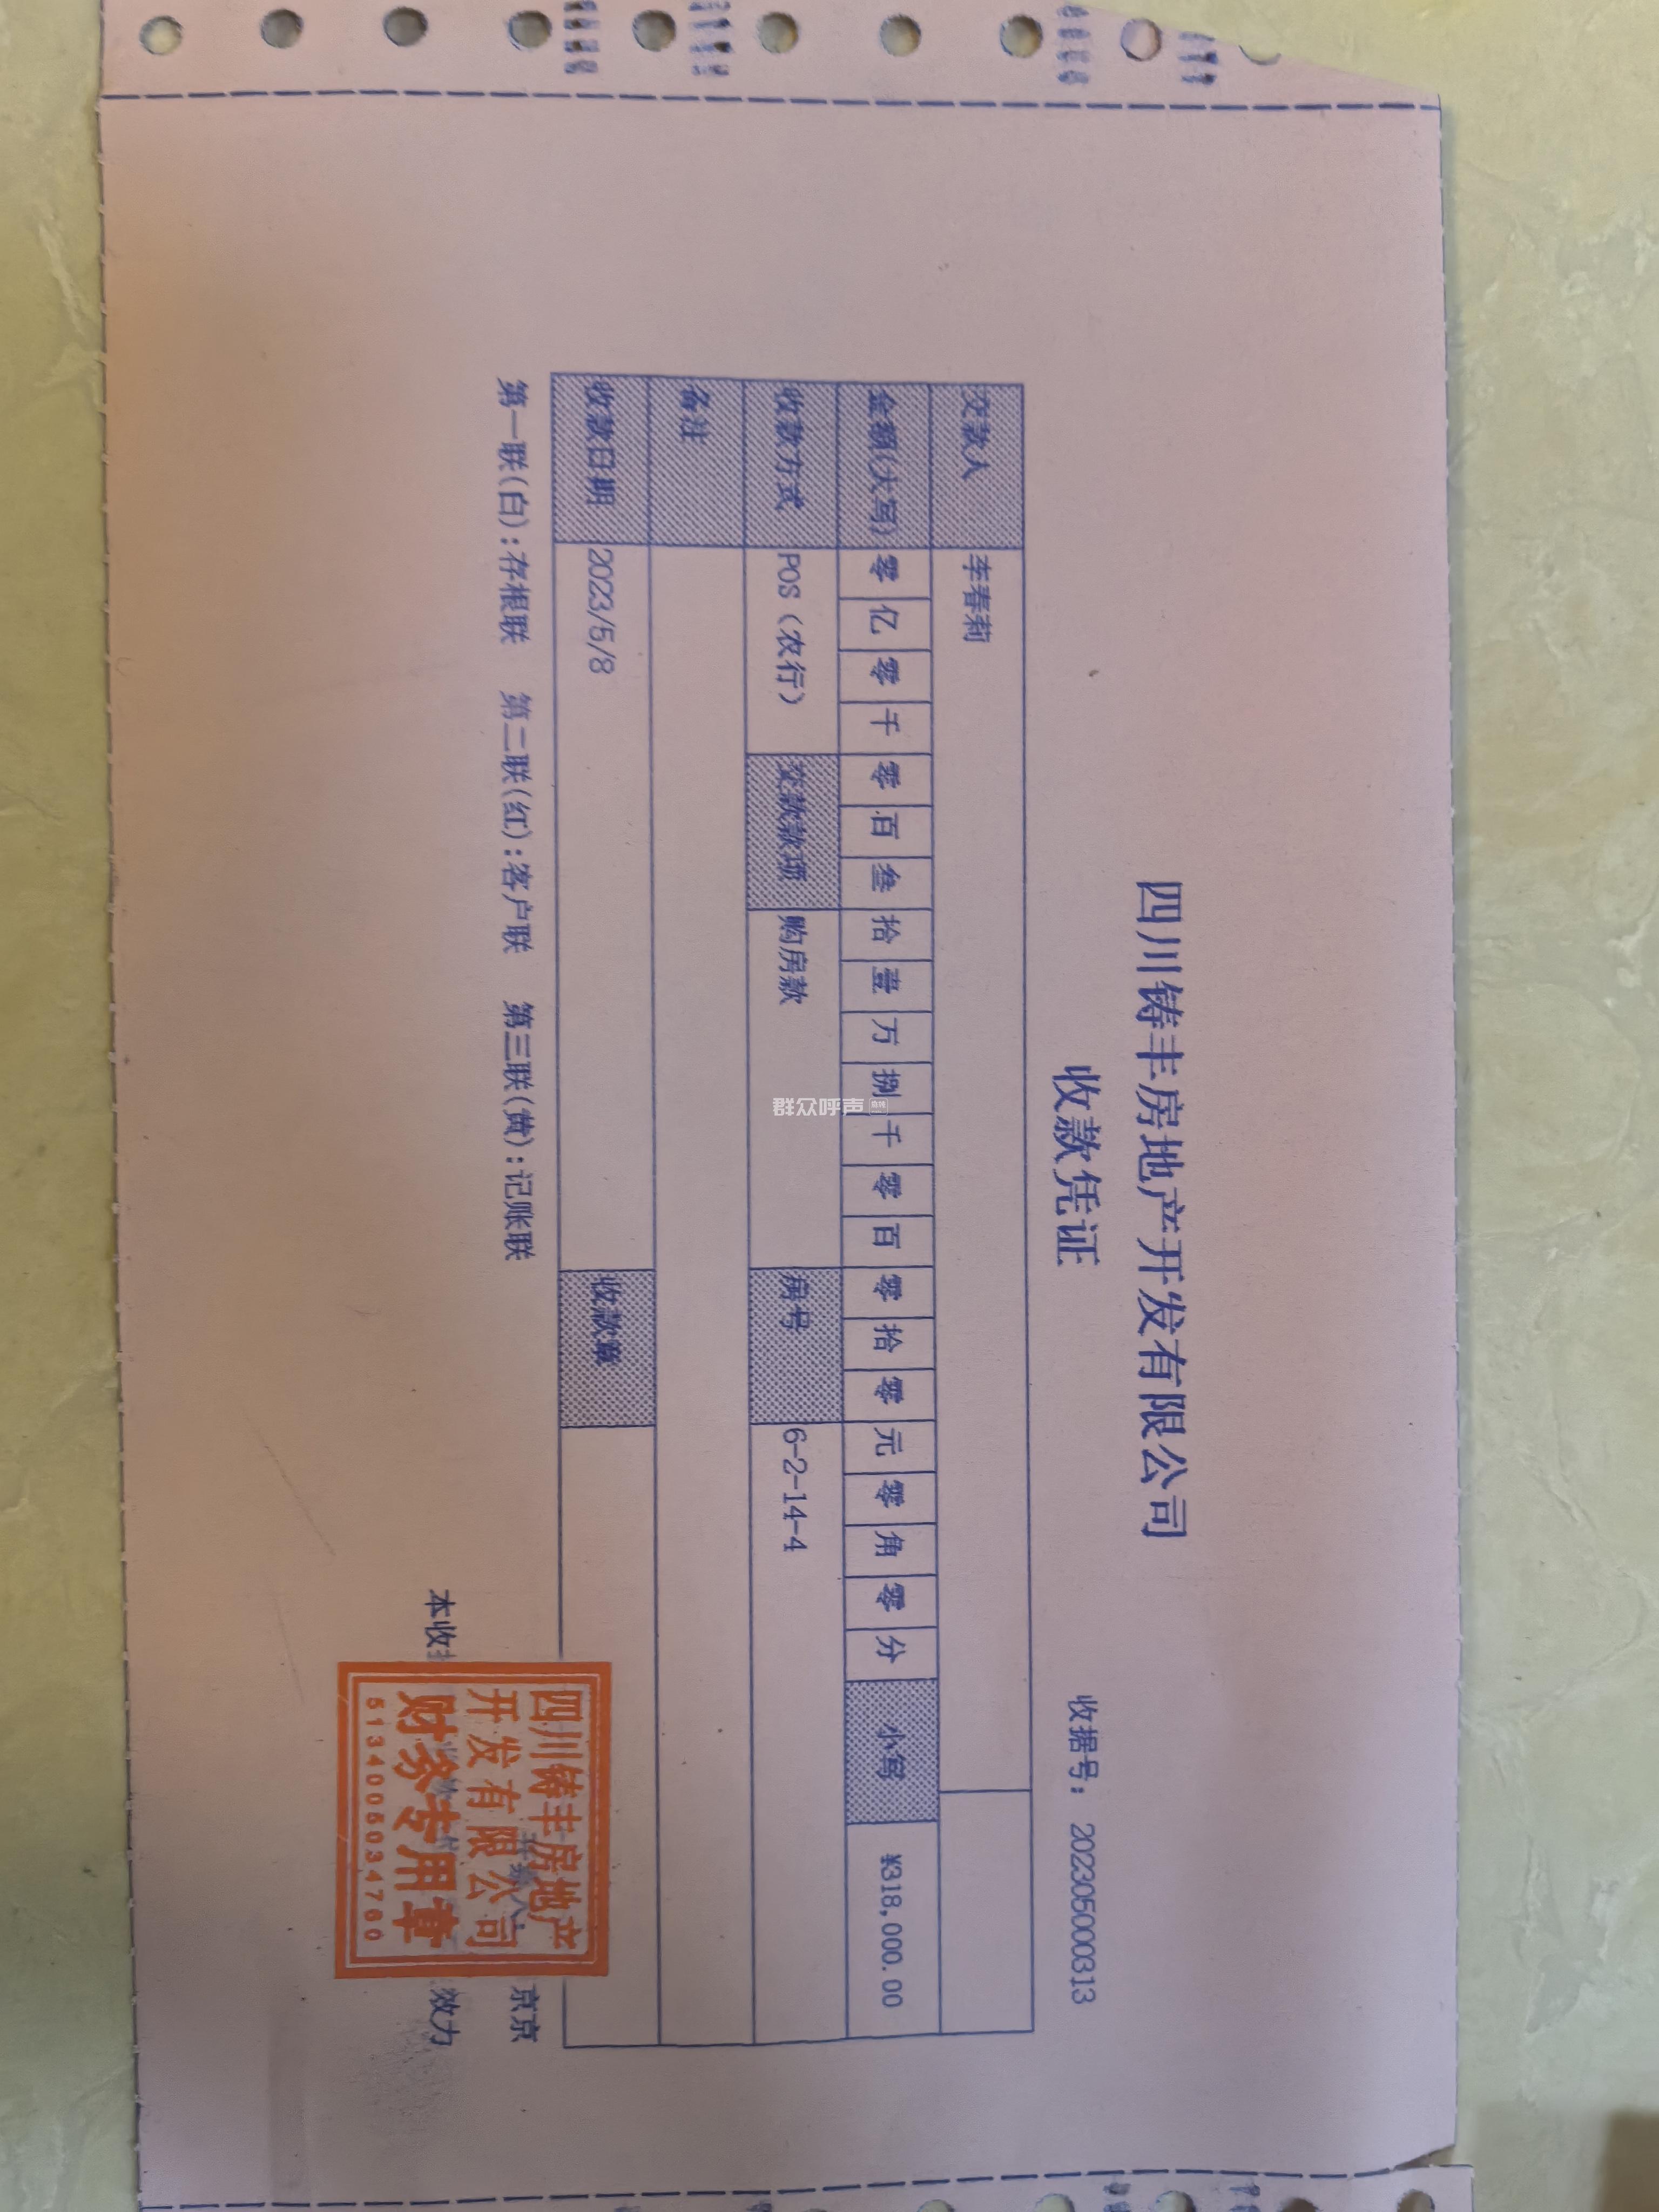 四川铸丰房地产开发有限公司
收款凭证
收据号: 202305000313
交款人 李春莉
金额(大写) 零 亿 零 千 零 百 叁 拾 壹 万 捌 千 零 百 零 拾 零 元 零 角 零 分 小写 ¥318,000.00
收款方式 POS（农行） 交款款项 购房款 房号 6-2-14-4
备注
收款日期 2023/5/8 收款章
第一联(白):存根联 第二联(红):客户联 第三联(黄):记账联
京京
本收 效力
四川铸丰房地产
开发有限公司
财务专用章
5134005034700
群众呼声